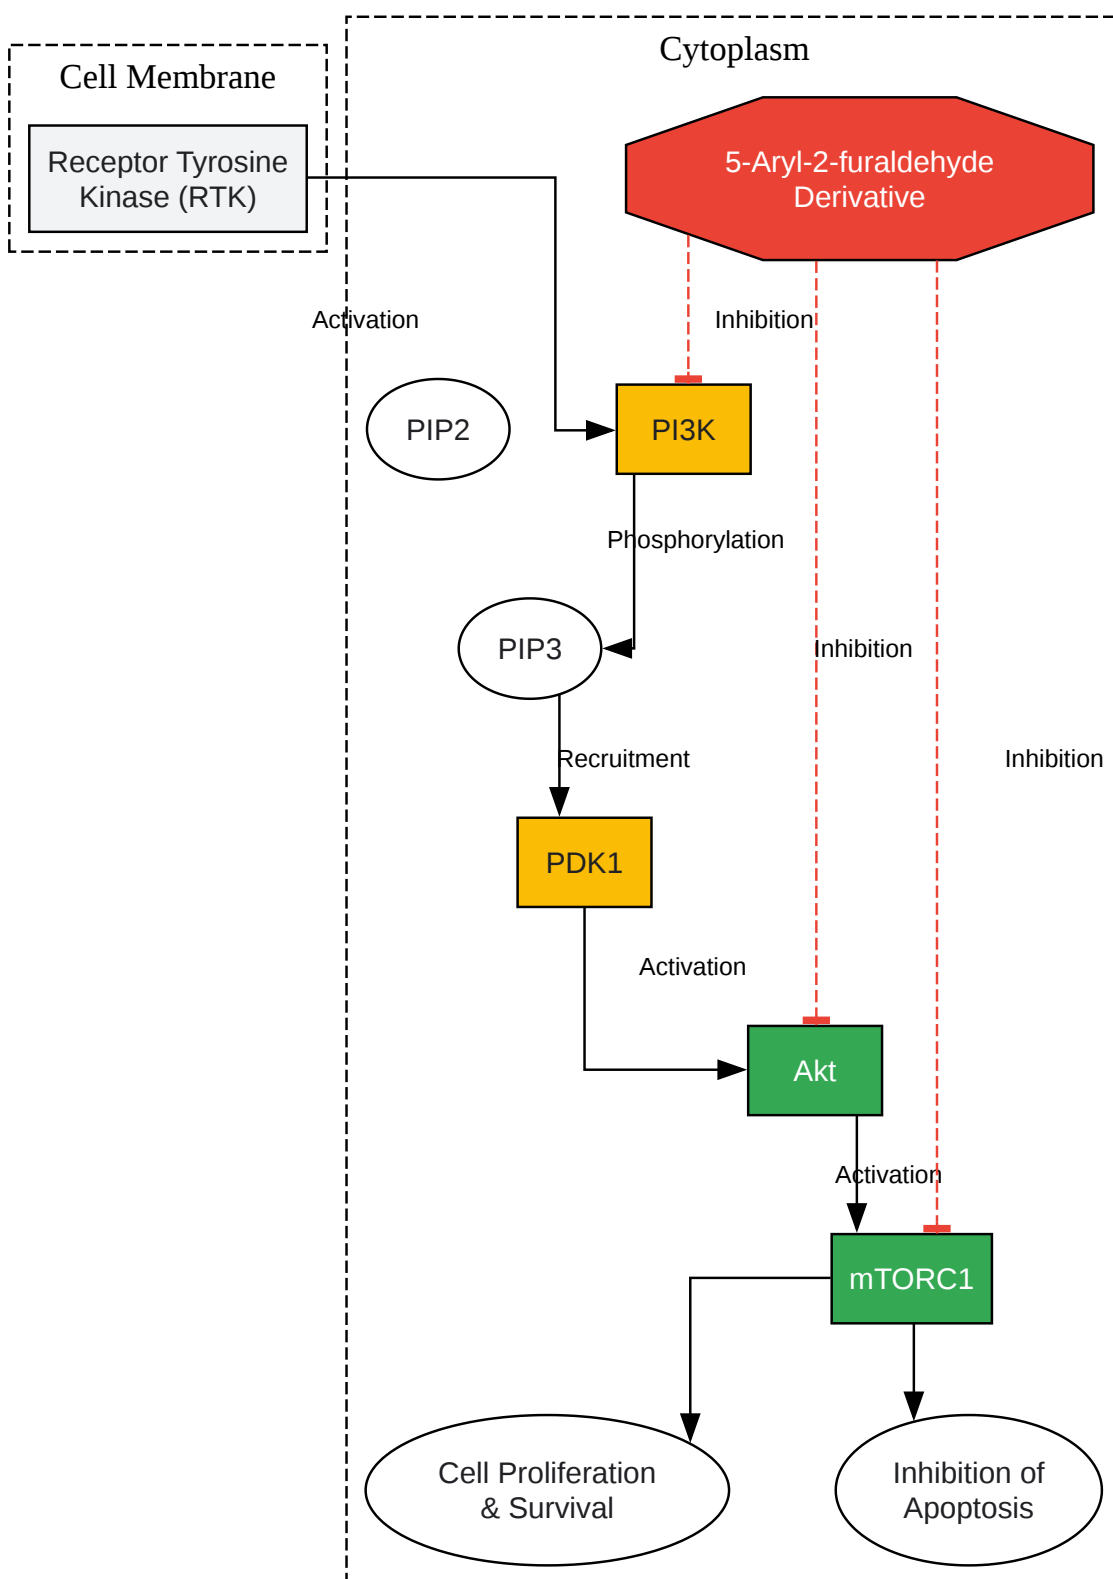 Cytoplasm
Cell Membrane
Receptor Tyrosine
Kinase (RTK)
5-Aryl-2-furaldehyde
Derivative
Activation
Inhibition
PIP2
PI3K
Phosphorylation
PIP3
Inhibition
Recruitment
Inhibition
PDK1
Activation
Akt
Activation
mTORC1
Cell Proliferation
& Survival
Inhibition of
Apoptosis